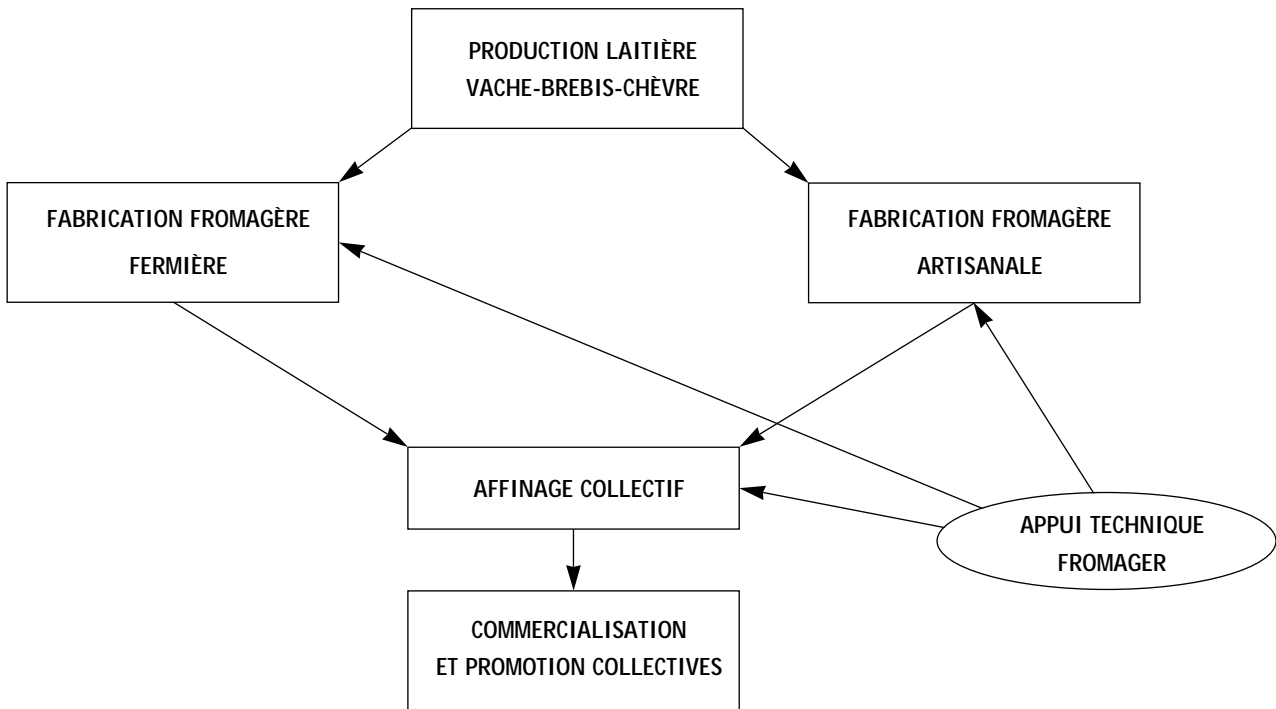 PRODUCTION LAITIÈRE
VACHE-BREBIS-CHÈVRE
FABRICATION FROMAGÈRE
FERMIÈRE
FABRICATION FROMAGÈRE
ARTISANALE
AFFINAGE COLLECTIF
APPUI TECHNIQUE
FROMAGER
COMMERCIALISATION
ET PROMOTION COLLECTIVES